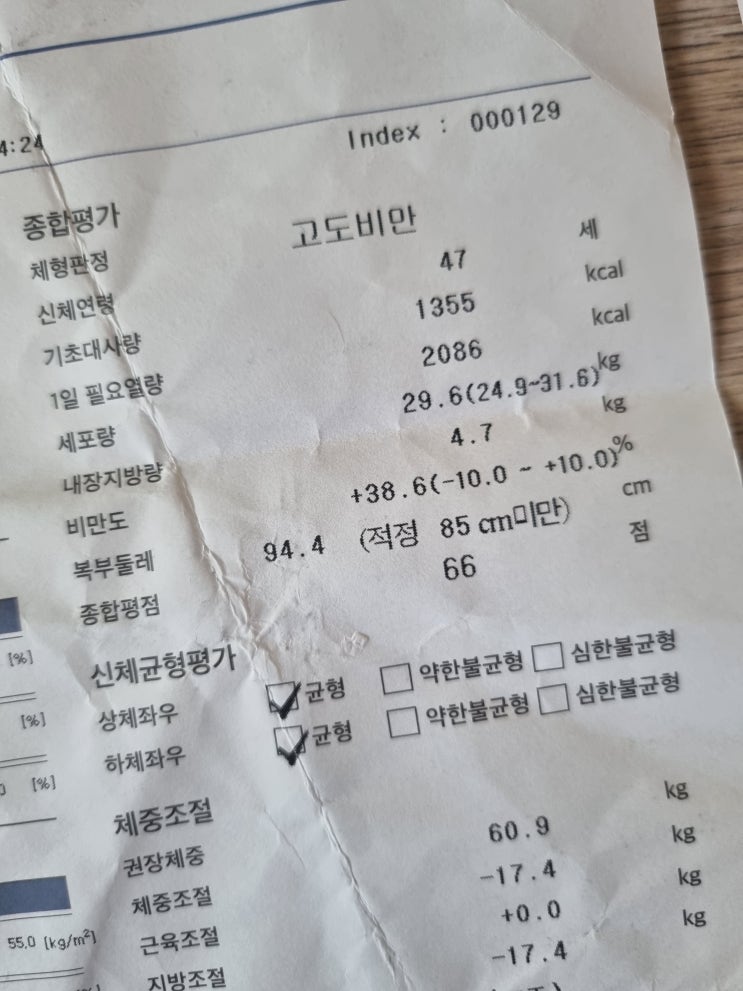 4:24
Index : 000129
종합평가
체형판정 고도비만
신체연령 47 세
기초대사량 1355 kcal
1일 필요열량 2086 kcal
세포량 29.6(24.9~31.6) kg
내장지방량 4.7 kg
비만도 +38.6(-10.0 ~ +10.0) %
복부둘레 94.4 (적정 85 cm미만) cm
종합평점 66 점
[%]
신체균형평가
[%]
상체좌우 균형 약한불균형 심한불균형
하체좌우 균형 약한불균형 심한불균형
[%]
체중조절
권장체중 60.9 kg
체중조절 -17.4 kg
55.0 [kg/m²]
근육조절 +0.0 kg
지방조절 -17.4 kg